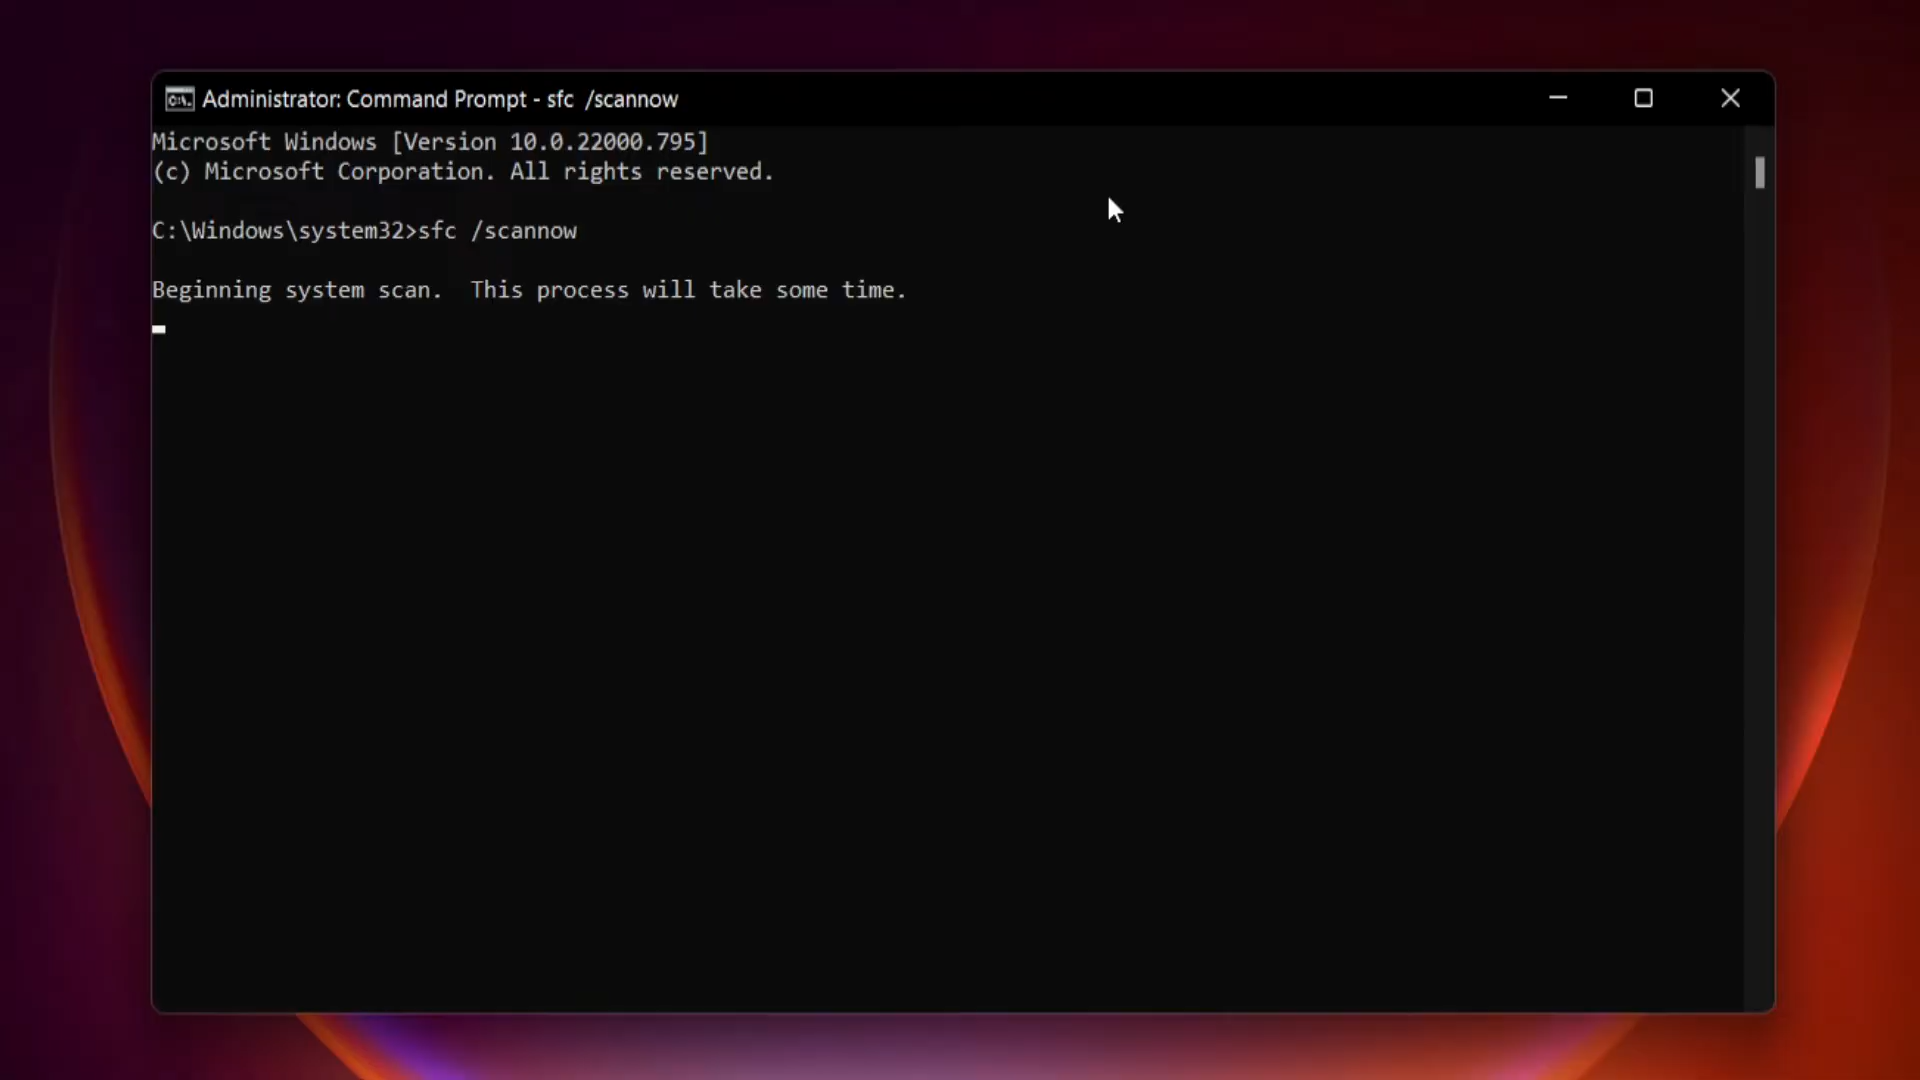 Administrator: Command Prompt - sfc  /scannow
Microsoft Windows [Version 10.0.22000.795]
(c) Microsoft Corporation. All rights reserved.
C:\Windows\system32>sfc /scannow
Beginning system scan.  This process will take some time.